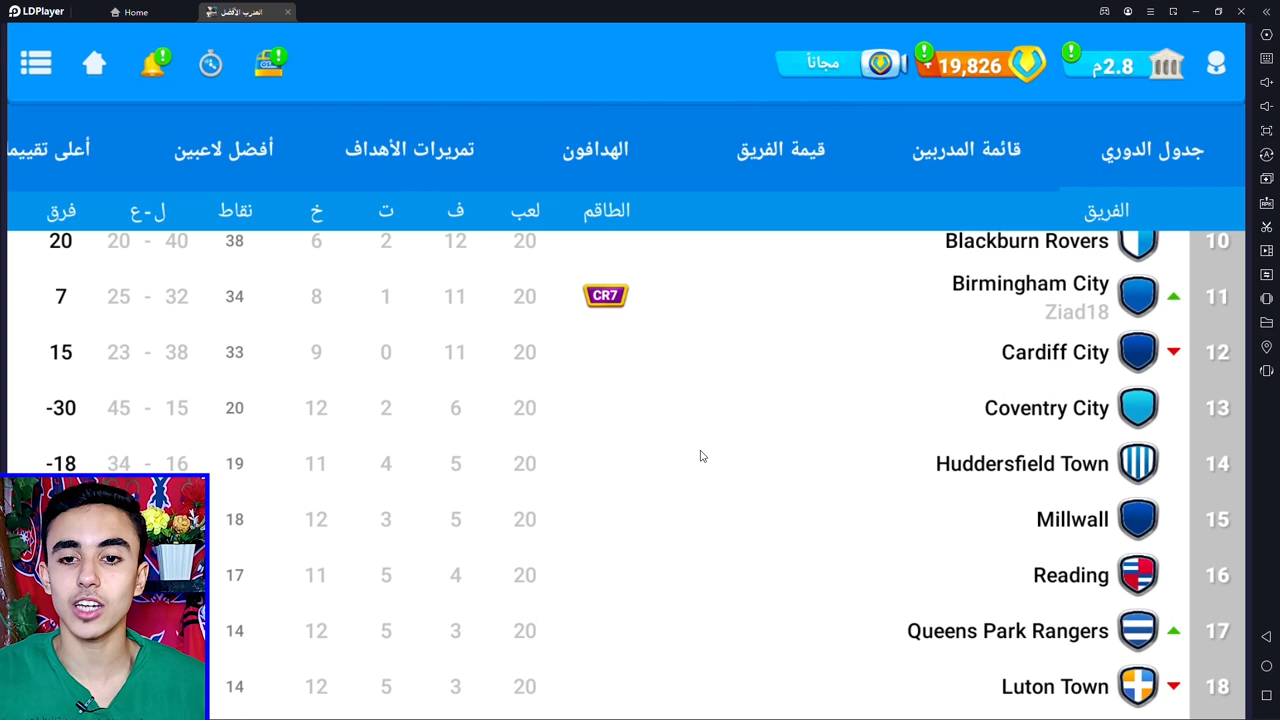 LDPlayer
Home
المدرب الأفضل
مجاناً
19,826
2.8م
جدول الدوري
قائمة المدربين
قيمة الفريق
الهدافون
تمريرات الأهداف
أفضل لاعبين
أعلى تقييما
الفريق الطاقم لعب ف ت خ نقاط ل - ع فرق
10 Blackburn Rovers 20 12 2 6 38 40 - 20 20
11 Birmingham City CR7 20 11 1 8 34 32 - 25 7
Ziad18
12 Cardiff City 20 11 0 9 33 38 - 23 15
13 Coventry City 20 6 2 12 20 15 - 45 -30
14 Huddersfield Town 20 5 4 11 19 16 - 34 -18
15 Millwall 20 5 3 12 18
16 Reading 20 4 5 11 17
17 Queens Park Rangers 20 3 5 12 14
18 Luton Town 20 3 5 12 14